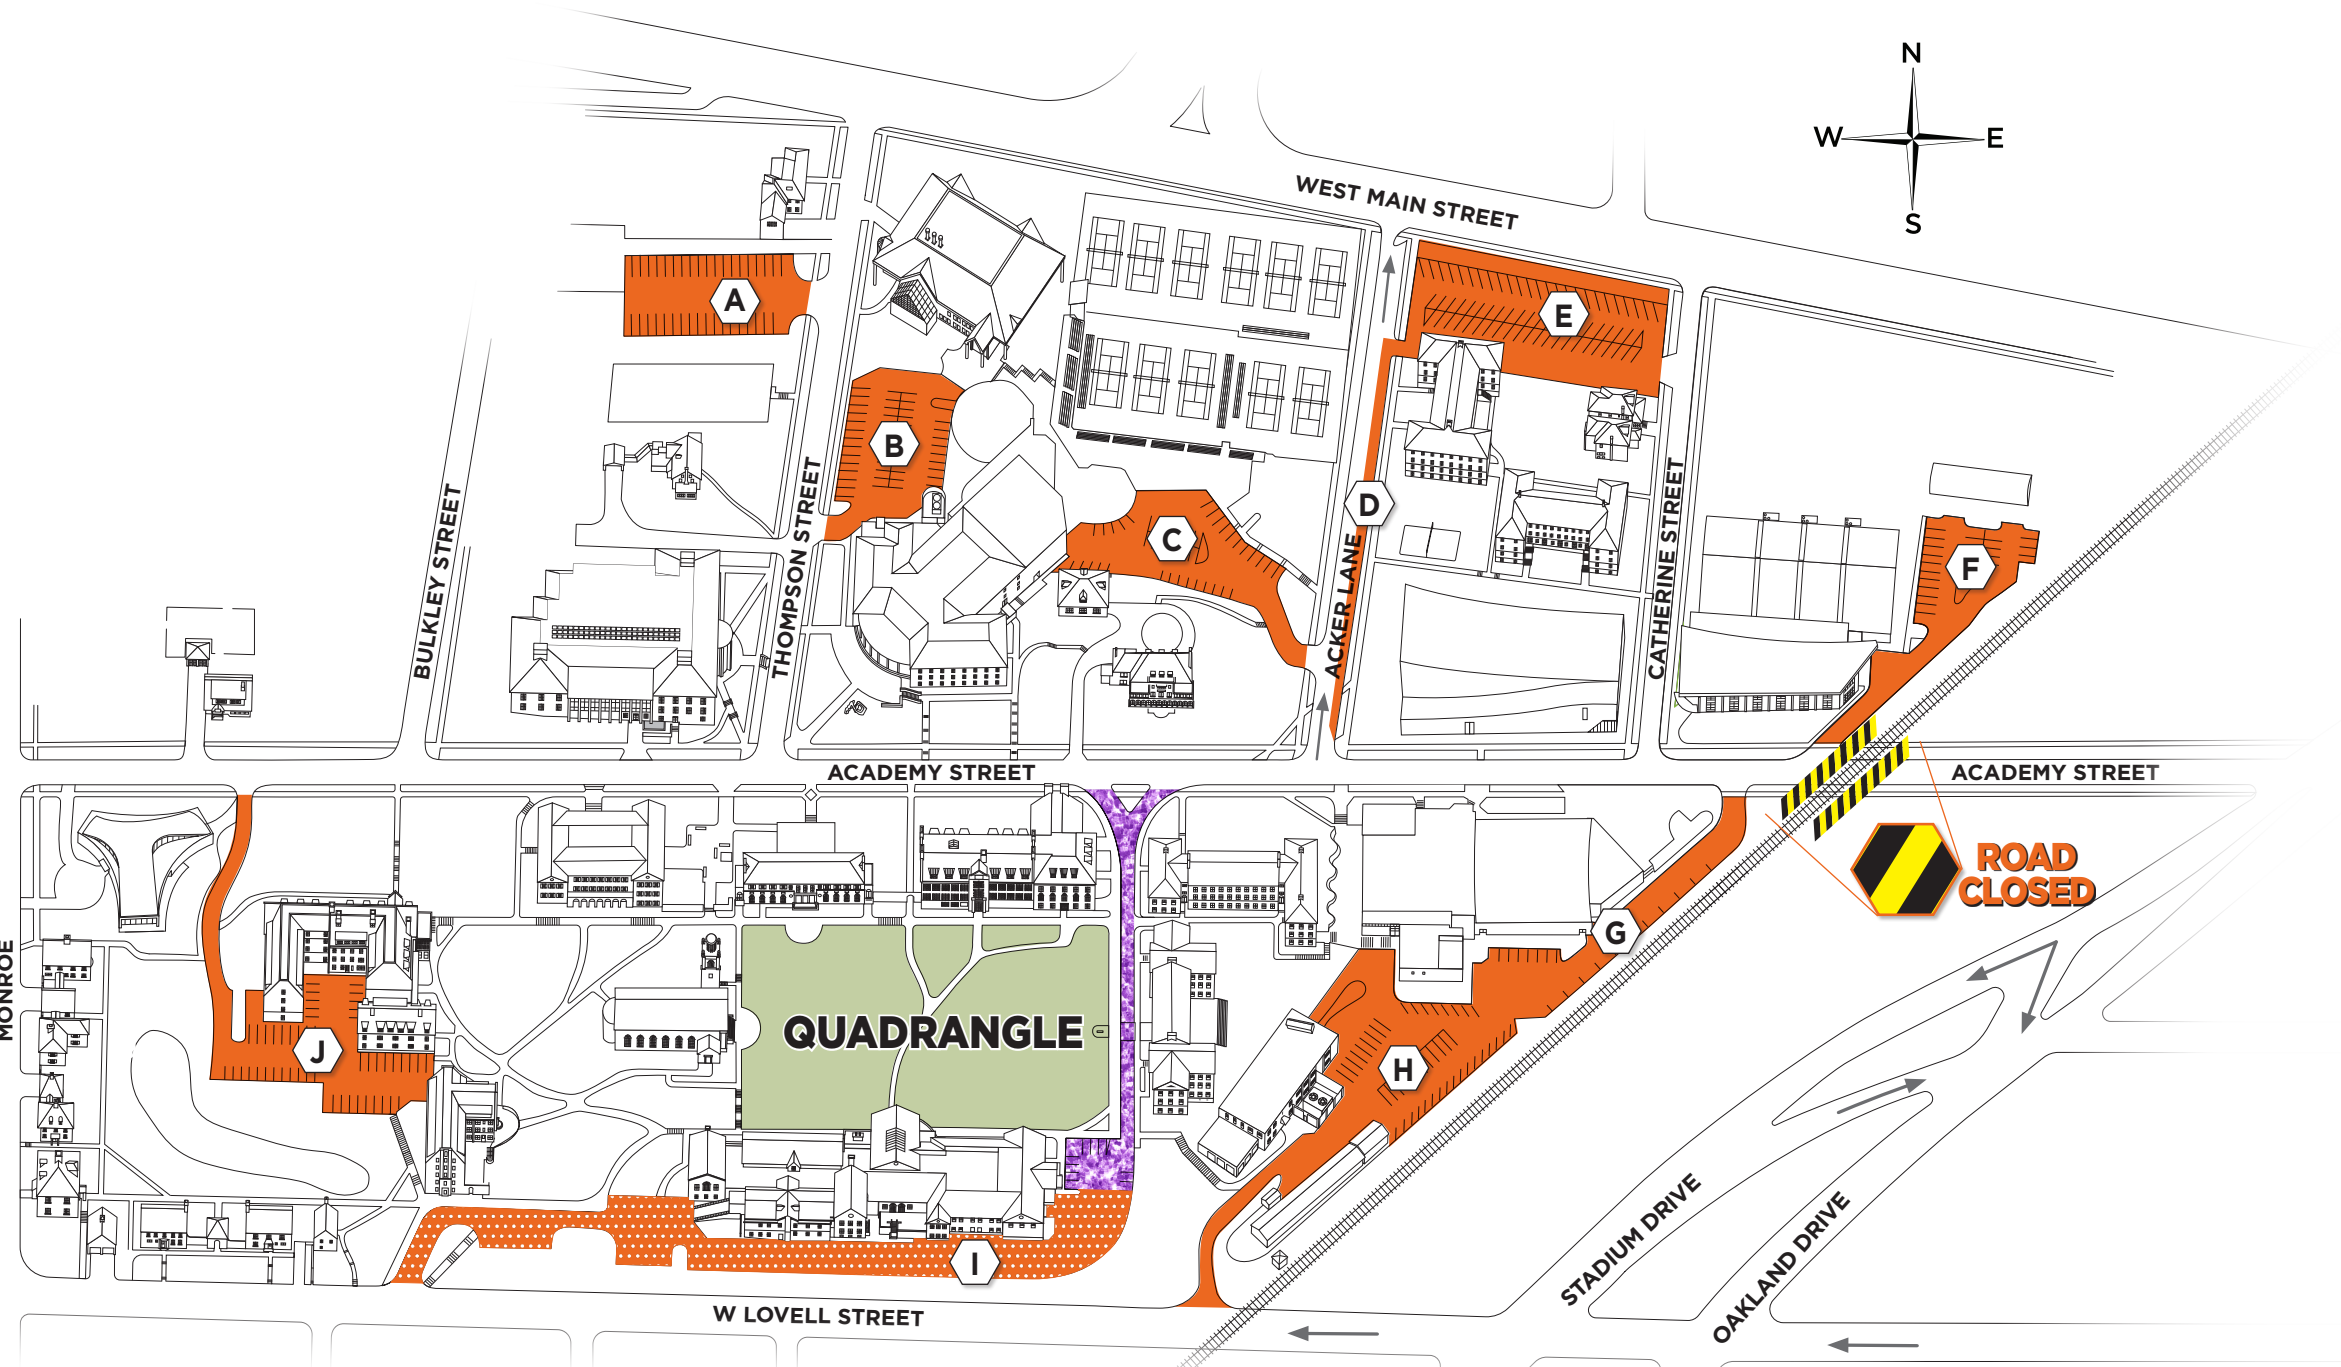 N
W
E
S
WEST MAIN STREET
A
E
B
D
C
F
BULKLEY STREET
THOMPSON STREET
ACKER LANE
CATHERINE STREET
ACADEMY STREET
ACADEMY STREET
ROAD
CLOSED
MONROE
G
QUADRANGLE
J
H
I
STADIUM DRIVE
OAKLAND DRIVE
W LOVELL STREET